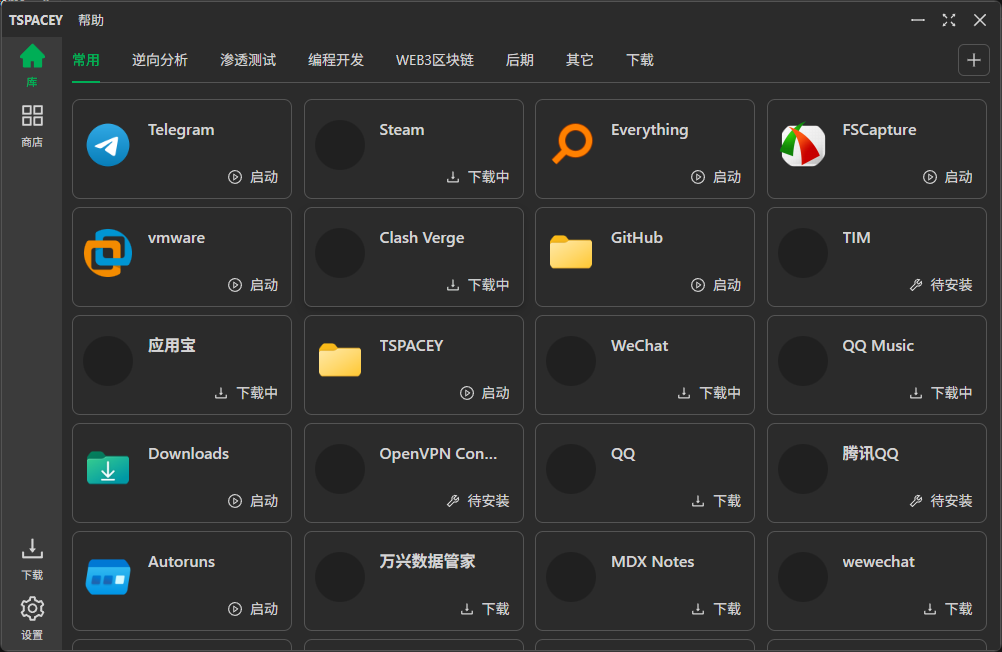 TSPACEY 帮助
库
商店
下载
设置
常用 逆向分析 渗透测试 编程开发 WEB3区块链 后期 其它 下载
Telegram
启动
Steam
下载中
Everything
启动
FSCapture
启动
vmware
启动
Clash Verge
下载中
GitHub
启动
TIM
待安装
应用宝
下载中
TSPACEY
启动
WeChat
下载中
QQ Music
下载中
Downloads
启动
OpenVPN Con...
待安装
QQ
下载
腾讯QQ
待安装
Autoruns
启动
万兴数据管家
下载
MDX Notes
下载
wewechat
下载